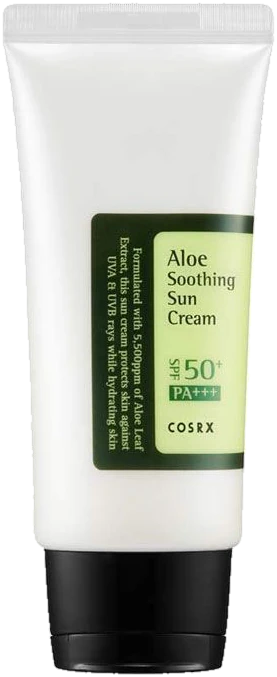 Aloe
Soothing
Sun
Cream
SPF 50+
PA+++
COSRX
Formulated with 5,500ppm of Aloe Leaf
Extract, this sun cream protects skin against
UVA & UVB rays while hydrating skin